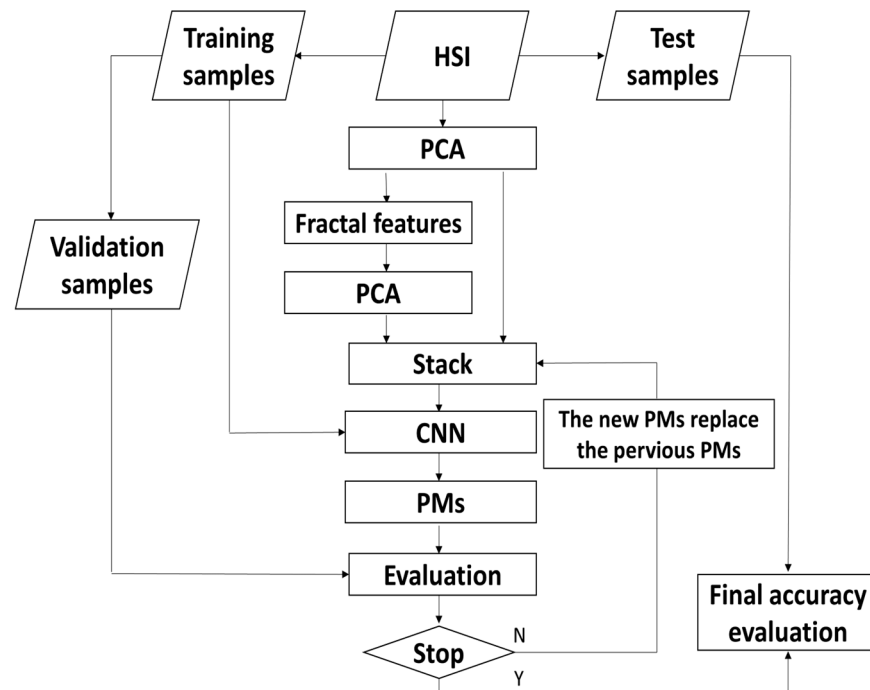 Training
samples
HSI
Test
samples
PCA
Fractal features
Validation
samples
PCA
Stack
The new PMs replace
the pervious PMs
CNN
PMs
Evaluation
Final accuracy
evaluation
Stop
N
Y